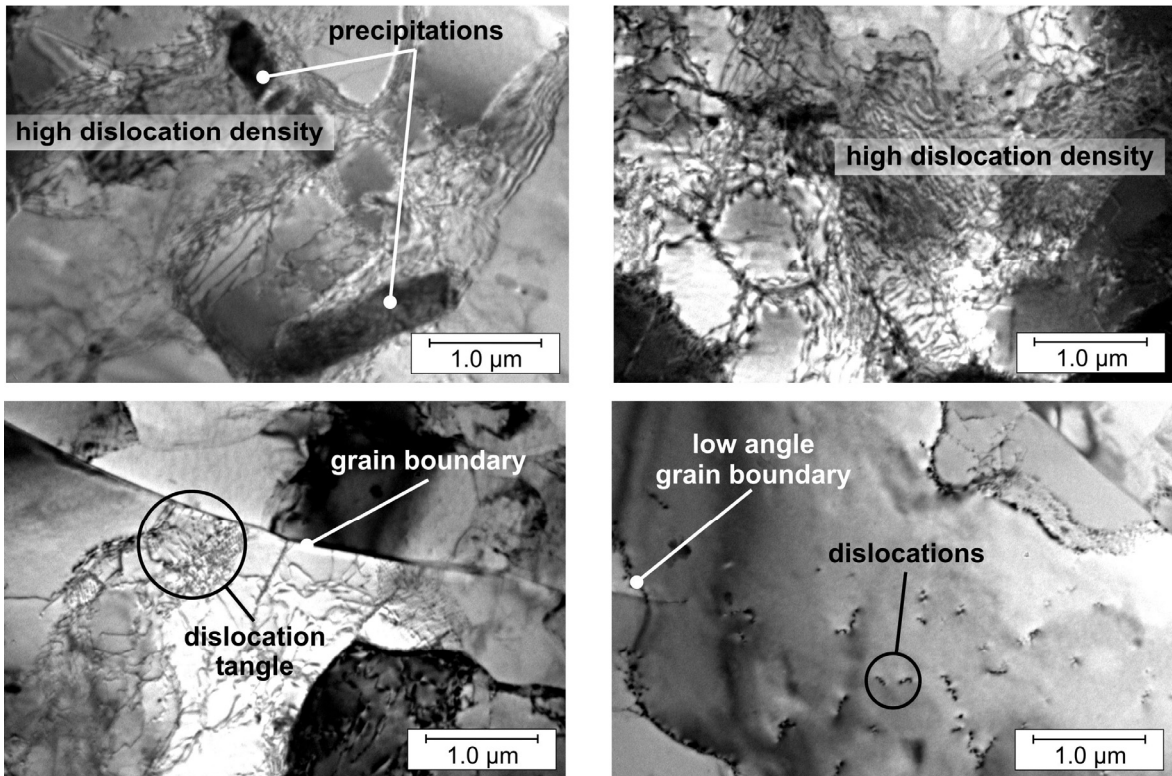 precipitations
high dislocation density
1.0 µm
high dislocation density
1.0 µm
grain boundary
dislocation
tangle
1.0 µm
low angle
grain boundary
dislocations
1.0 µm